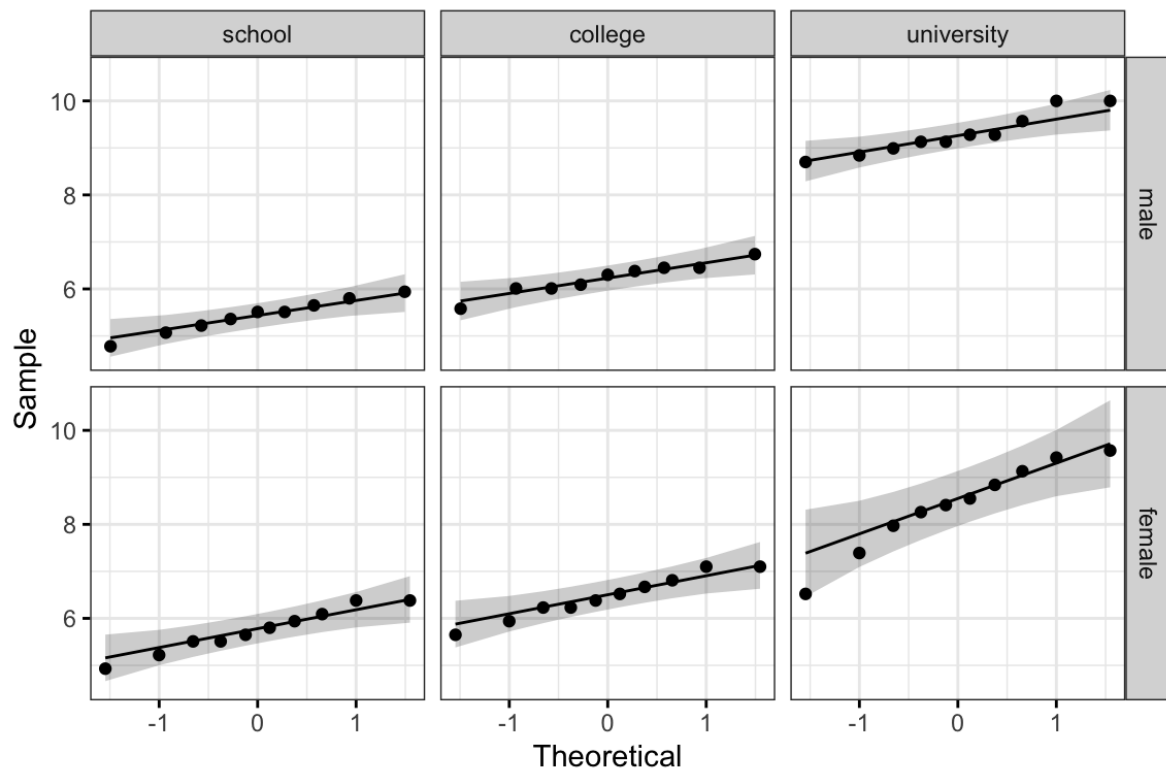 school
college
university
10
8
6
male
10
8
6
female
Sample
-1
0
1
-1
0
1
-1
0
1
Theoretical